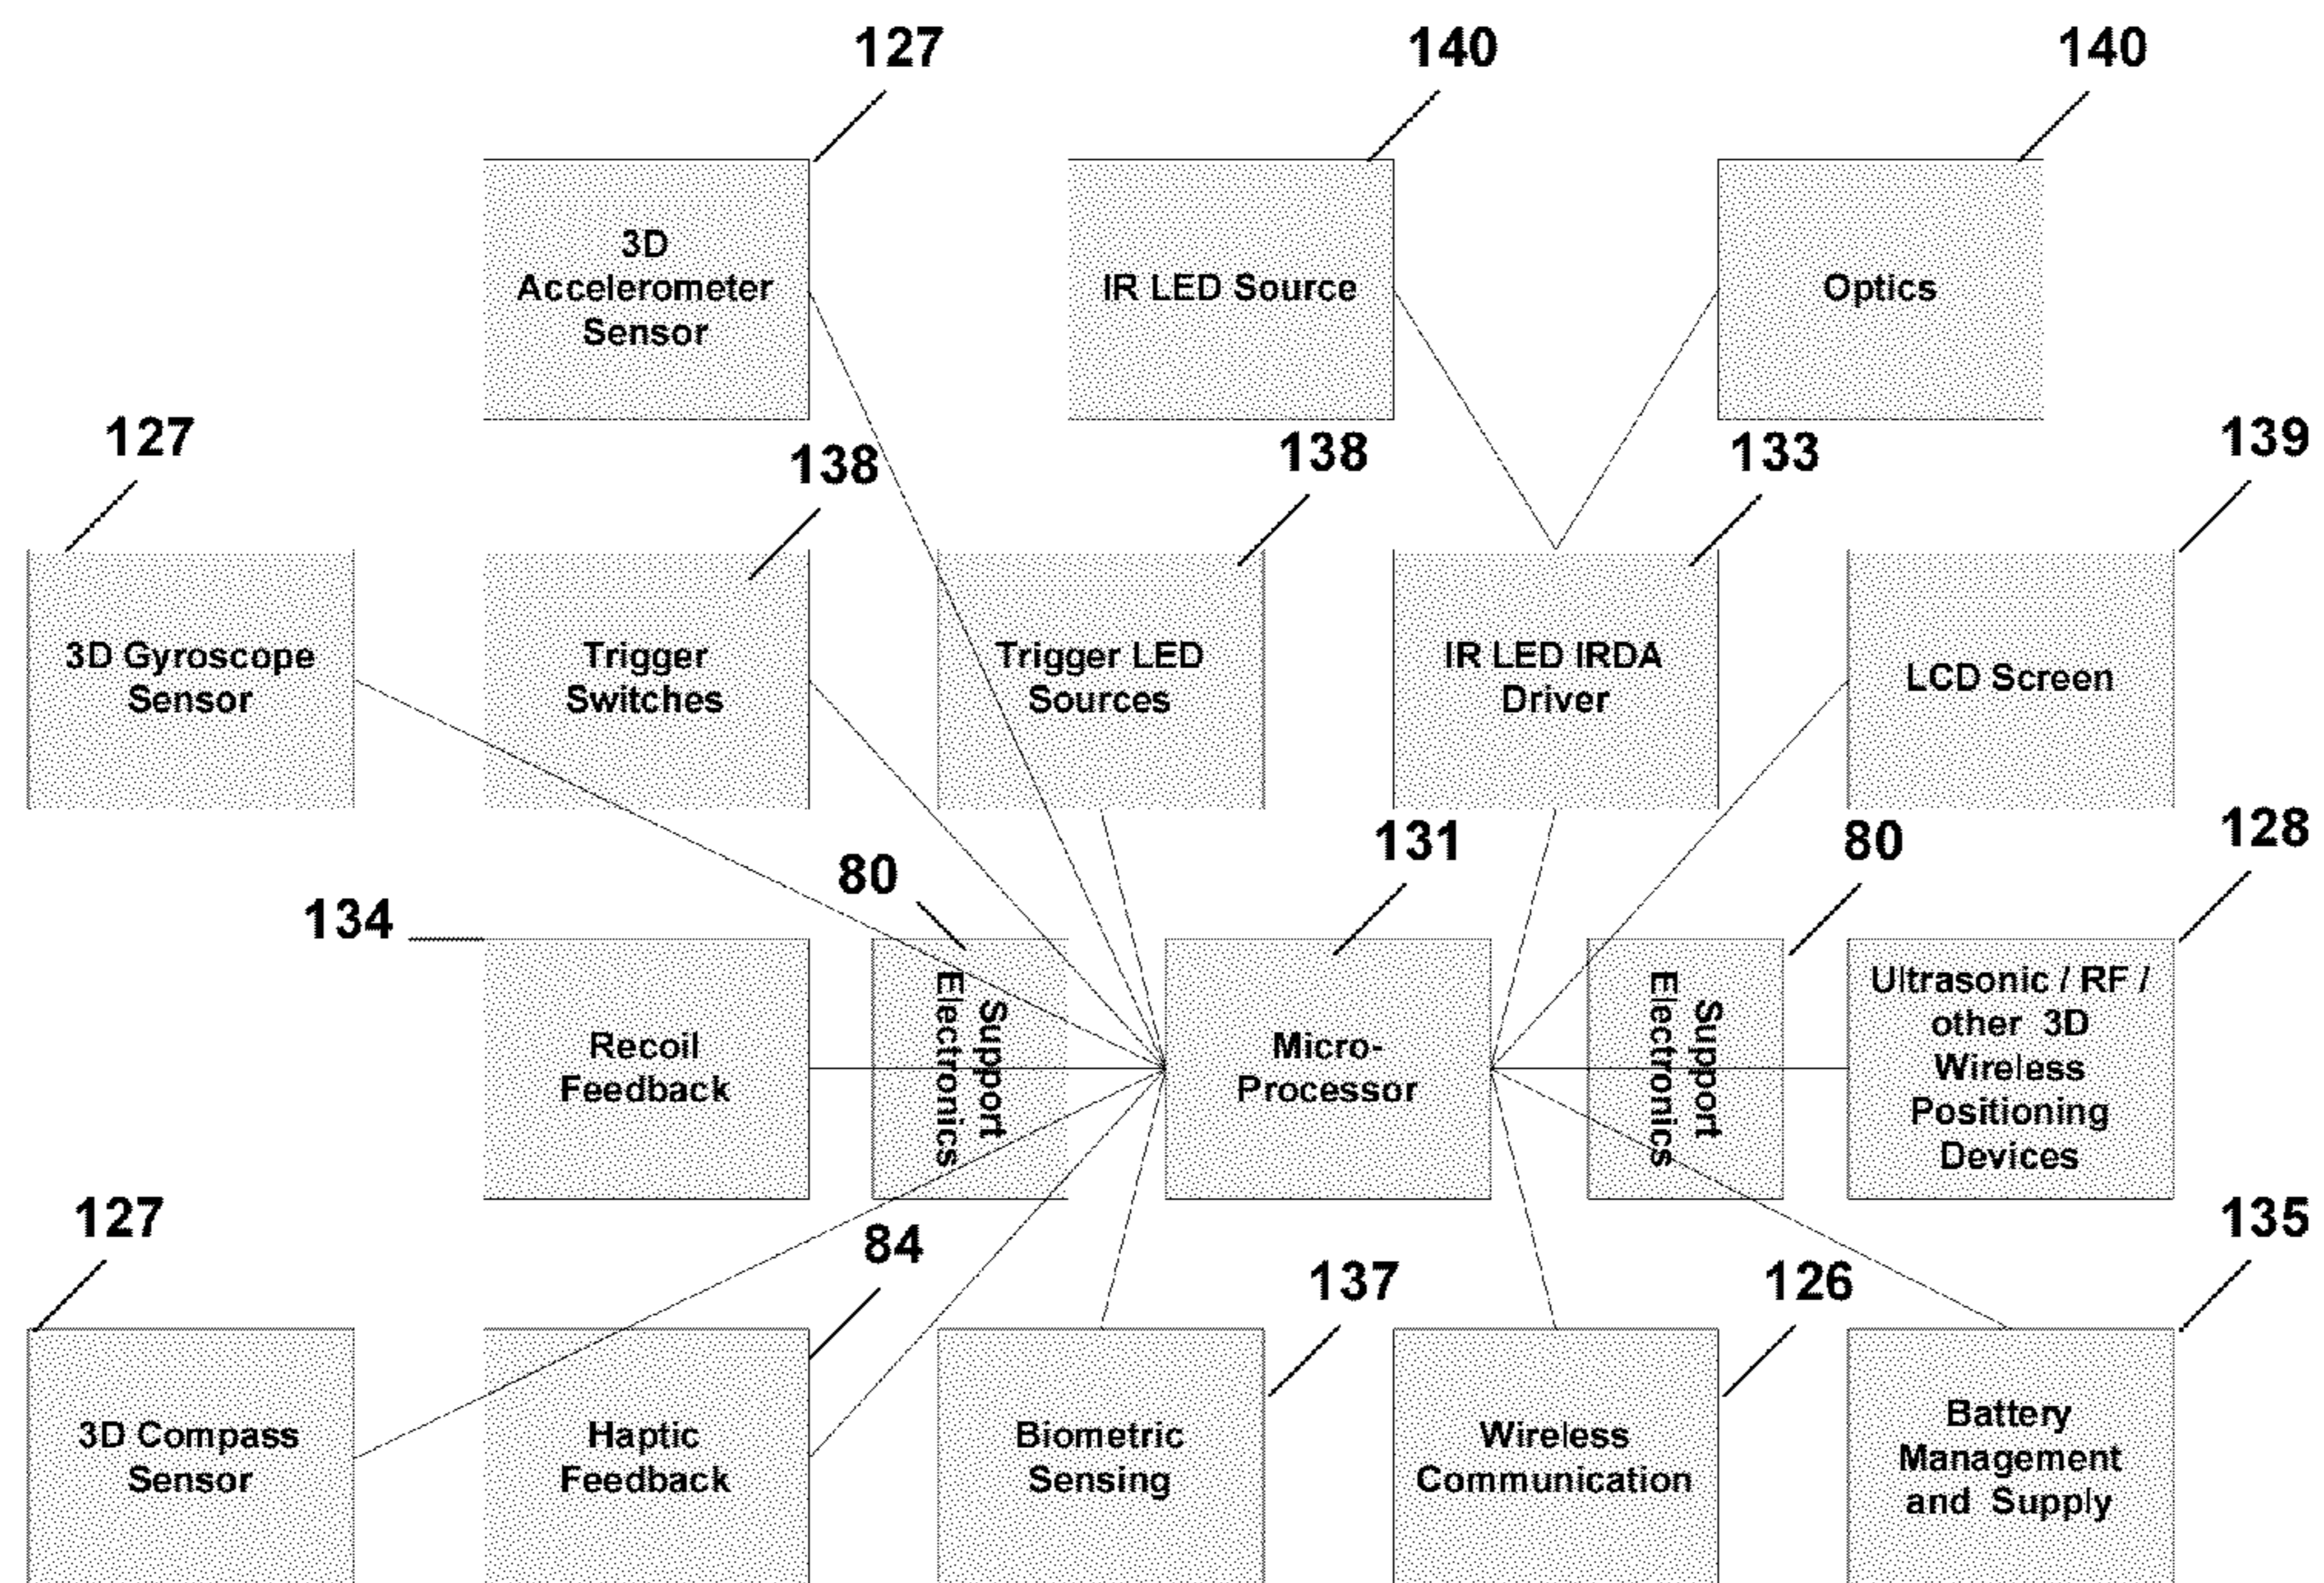 127
140
140
3D
Accelerometer
Sensor
IR LED Source
Optics
127
138
138
133
139
3D Gyroscope
Sensor
Trigger
Switches
Trigger LED
Sources
IR LED IRDA
Driver
LCD Screen
134
80
131
80
128
Recoil
Feedback
Support
Electronics
Micro-
Processor
Support
Electronics
Ultrasonic / RF /
other 3D
Wireless
Positioning
Devices
127
84
137
126
135
3D Compass
Sensor
Haptic
Feedback
Biometric
Sensing
Wireless
Communication
Battery
Management
and Supply